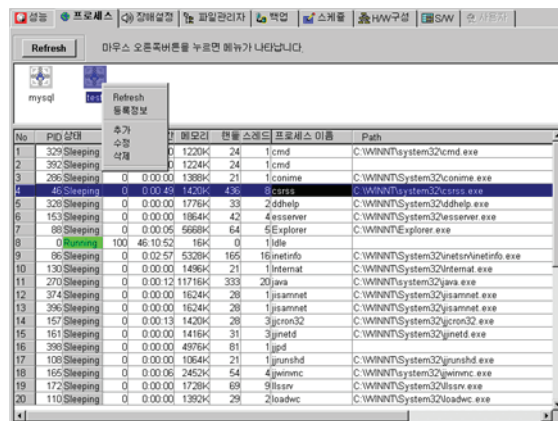 성능 프로세스 장애설정 파일관리자 백업 스케쥴 H/W구성 S/W 사용자
Refresh 마우스 오른쪽버튼을 누르면 메뉴가 나타납니다.
mysql test
Refresh
등록정보
추가
수정
삭제
No PID 상태 메모리 핸들 스레드 프로세스 이름 Path
1 329 Sleeping 1220K 24 1 cmd C:\WINNT\system32\cmd.exe
2 392 Sleeping 1224K 24 1 cmd C:\WINNT\system32\cmd.exe
3 286 Sleeping 0 0:00:00 1388K 21 1 conime C:\WINNT\System32\conime.exe
4 46 Sleeping 0 0:00:49 1420K 436 8 csrss C:\WINNT\system32\csrss.exe
5 328 Sleeping 0 0:00:00 1776K 33 2 ddhelp C:\WINNT\System32\ddhelp.exe
6 153 Sleeping 0 0:00:00 1864K 42 4 esserver C:\WINNT\System32\esserver.exe
7 88 Sleeping 0 0:00:05 5668K 64 5 Explorer C:\WINNT\Explorer.exe
8 0 Running 100 46:10:52 16K 0 1 Idle
9 86 Sleeping 0 0:02:57 5328K 165 16 inetinfo C:\WINNT\System32\inetsrv\inetinfo.exe
10 130 Sleeping 0 0:00:00 1496K 21 1 Internat C:\WINNT\System32\Internat.exe
11 270 Sleeping 0 0:00:12 11716K 333 20 java C:\WINNT\system32\java.exe
12 374 Sleeping 0 0:00:00 1624K 28 1 jisamnet C:\WINNT\System32\jisamnet.exe
13 396 Sleeping 0 0:00:00 1624K 28 1 jisamnet C:\WINNT\System32\jisamnet.exe
14 157 Sleeping 0 0:00:13 1420K 28 3 jjcron32 C:\WINNT\System32\jjcron32.exe
15 161 Sleeping 0 0:00:00 1416K 31 3 jjinetd C:\WINNT\System32\jjinetd.exe
16 398 Sleeping 0 0:00:00 4976K 81 1 jjpd
17 108 Sleeping 0 0:00:00 1064K 21 1 jjrunshd C:\WINNT\System32\jjrunshd.exe
18 165 Sleeping 0 0:00:06 2452K 54 4 jjwinvnc C:\WINNT\System32\jjwinvnc.exe
19 172 Sleeping 0 0:00:00 1728K 69 9 llssrv C:\WINNT\System32\llssrv.exe
20 110 Sleeping 0 0:00:00 1392K 29 2 loadwc C:\WINNT\System32\loadwc.exe